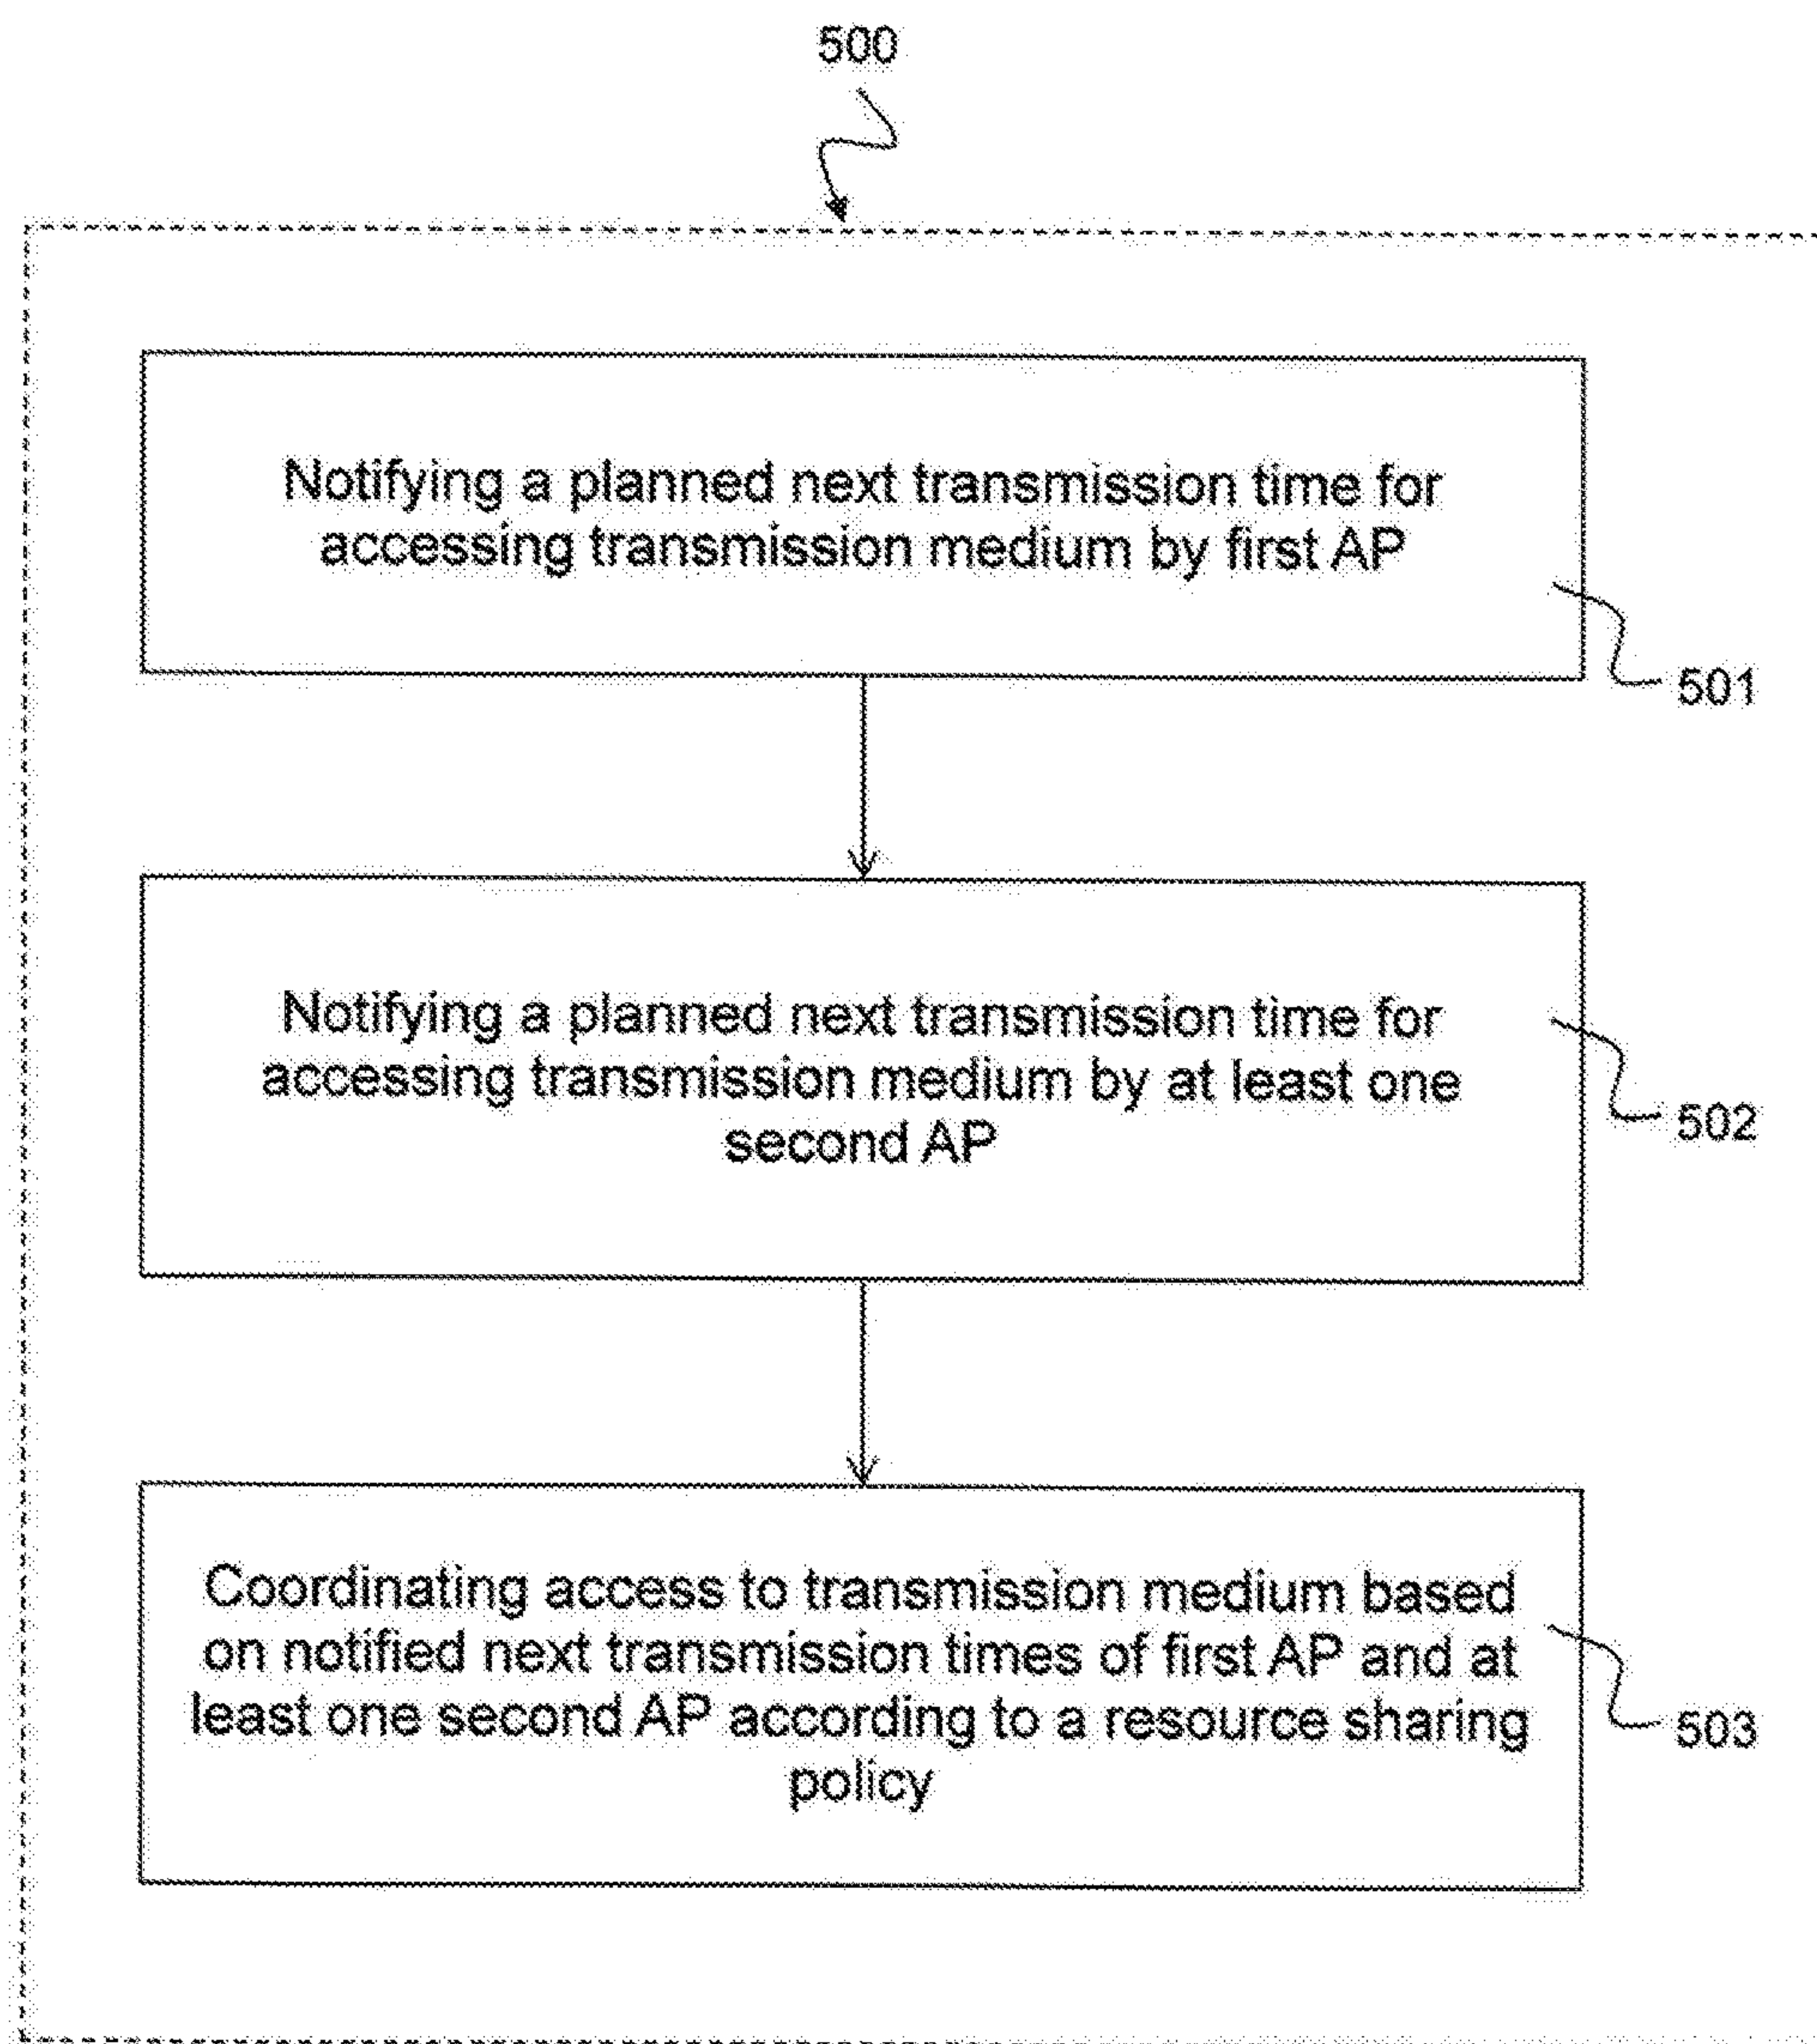 500
Notifying a planned next transmission time for
accessing transmission medium by first AP
501
Notifying a planned next transmission time for
accessing transmission medium by at least one
second AP
502
Coordinating access to transmission medium based
on notified next transmission times of first AP and at
least one second AP according to a resource sharing
policy
503